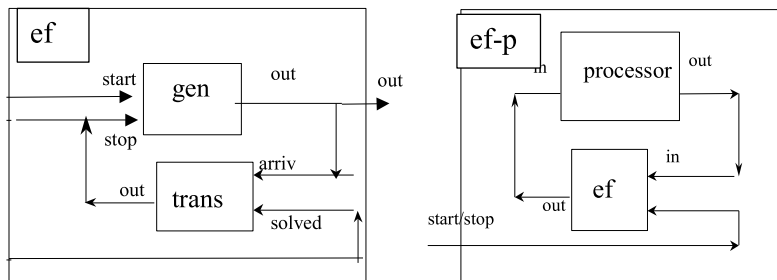 ef
start
gen
out
out
stop
arriv
out
trans
solved
ef-p
in
processor
out
in
ef
out
start/stop